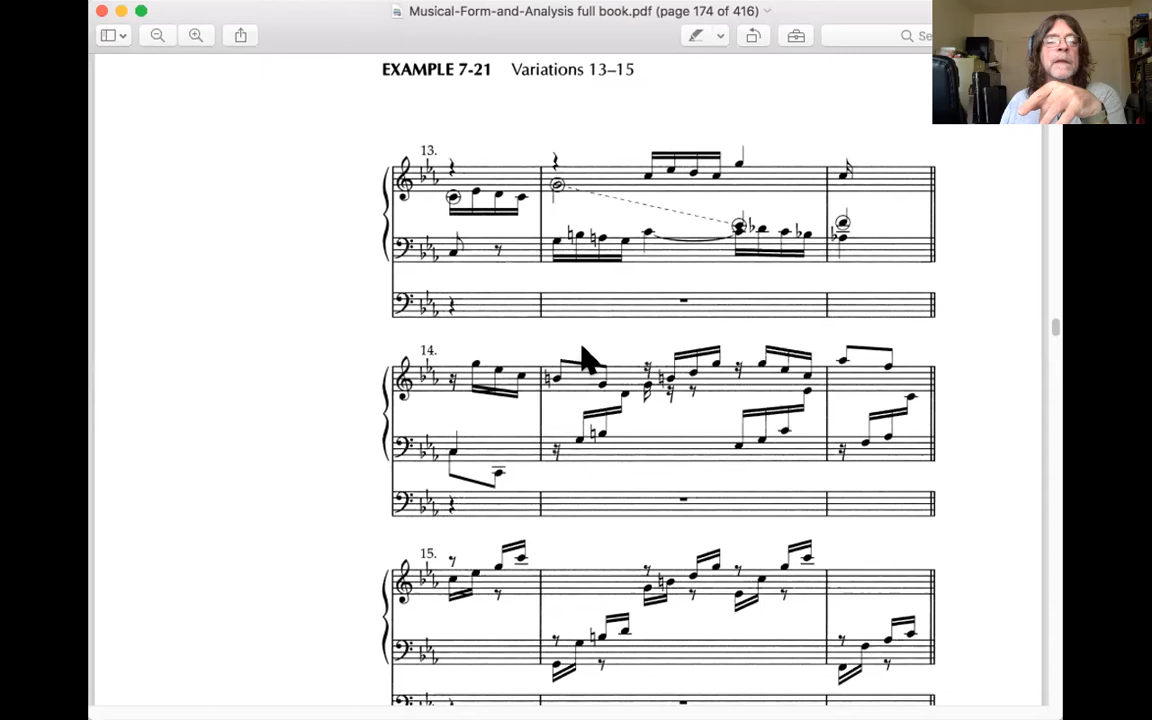 Musical-Form-and-Analysis full book.pdf (page 174 of 416)
Se
EXAMPLE 7-21 Variations 13–15
13.
14.
15.